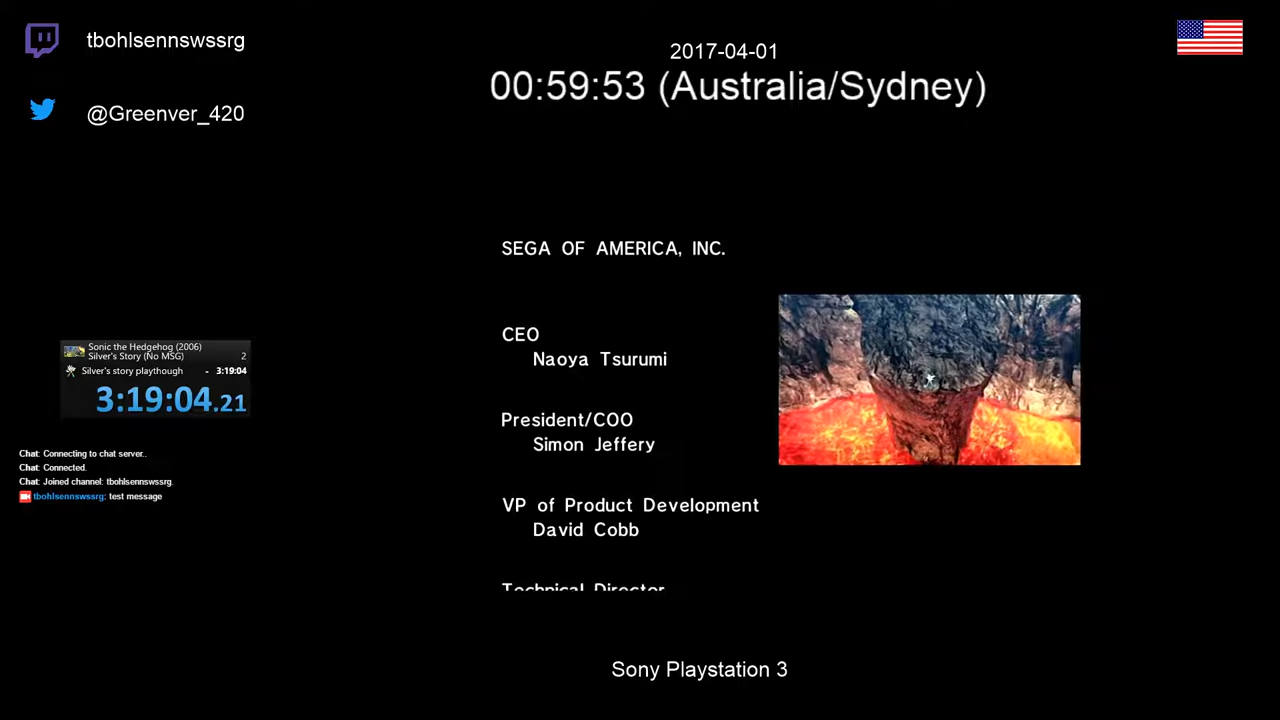 tbohlsennswssrg
@Greenver_420
2017-04-01
00:59:53 (Australia/Sydney)
SEGA OF AMERICA, INC.
CEO
Naoya Tsurumi
President/COO
Simon Jeffery
VP of Product Development
David Cobb
Technical Director
Sonic the Hedgehog (2006)
Silver's Story (No MSG) 2
Silver's story playthough - 3:19:04
3:19:04.21
Chat: Connecting to chat server..
Chat: Connected.
Chat: Joined channel: tbohlsennswssrg.
tbohlsennswssrg: test message
Sony Playstation 3